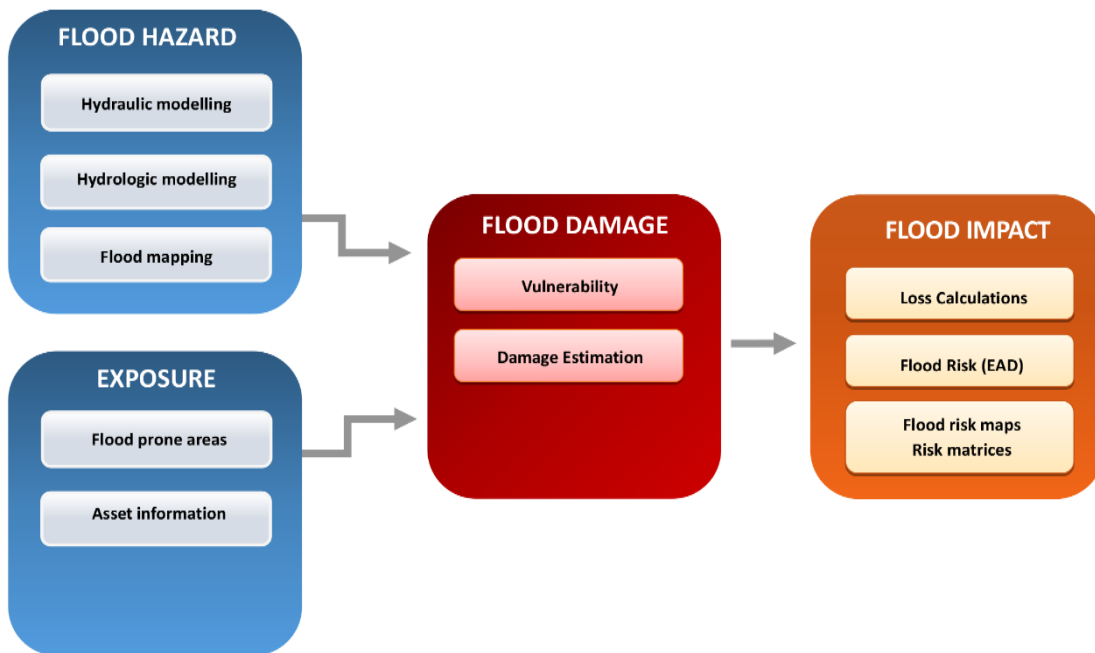 FLOOD HAZARD
Hydraulic modelling
Hydrologic modelling
Flood mapping
EXPOSURE
Flood prone areas
Asset information
FLOOD DAMAGE
Vulnerability
Damage Estimation
FLOOD IMPACT
Loss Calculations
Flood Risk (EAD)
Flood risk maps
Risk matrices